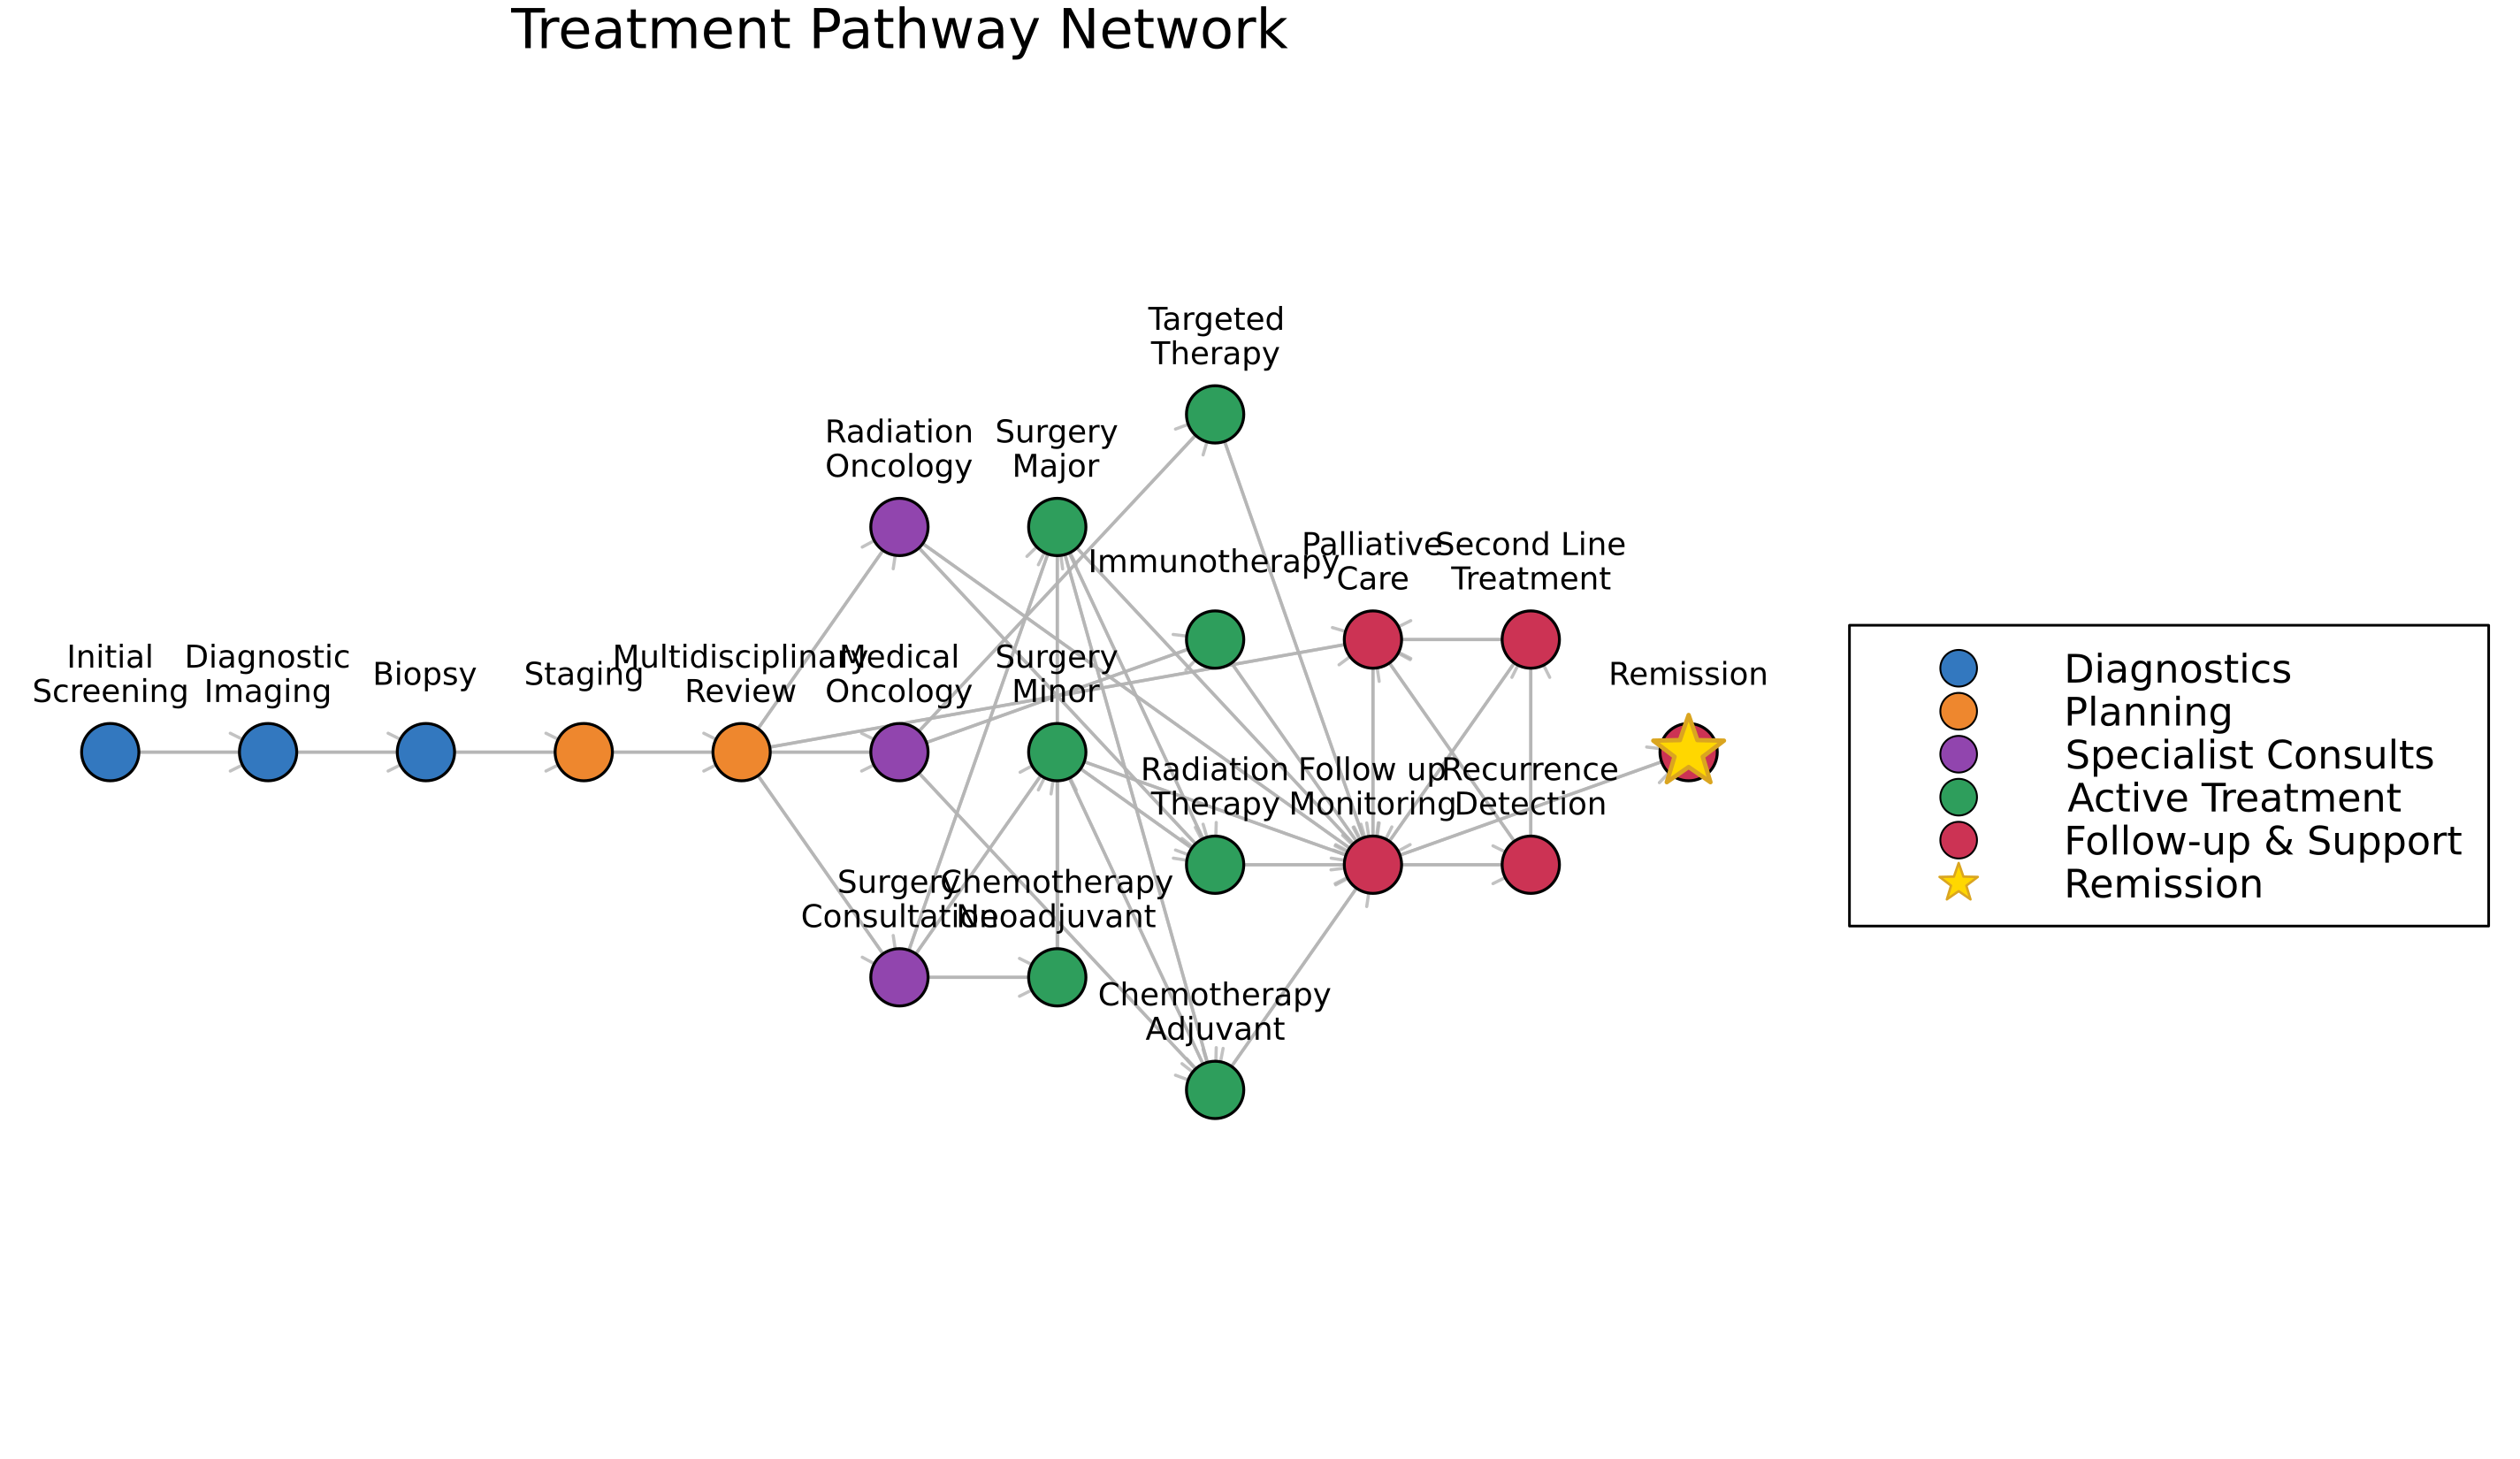 Treatment Pathway Network
Targeted
Therapy
Radiation
Oncology
Surgery
Major
Immunotherapy
Palliative
Care
Second Line
Treatment
Initial
Screening
Diagnostic
Imaging
Biopsy
Staging
Multidisciplinary
Review
Medical
Oncology
Surgery
Minor
Remission
Radiation
Therapy
Follow up
Monitoring
Recurrence
Detection
Surgery
Consultation
Chemotherapy
Neoadjuvant
Chemotherapy
Adjuvant
Diagnostics
Planning
Specialist Consults
Active Treatment
Follow-up & Support
Remission